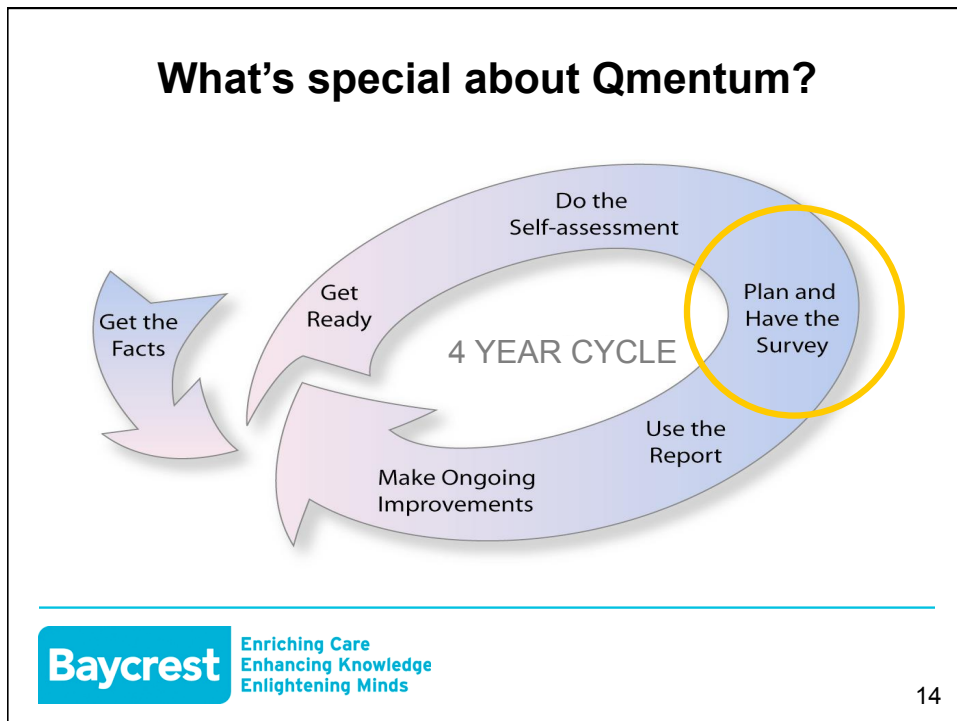 What’s special about Qmentum?
Get the
Facts
Get
Ready
Do the
Self-assessment
Plan and
Have the
Survey
4 YEAR CYCLE
Use the
Report
Make Ongoing
Improvements
Baycrest
Enriching Care
Enhancing Knowledge
Enlightening Minds
14